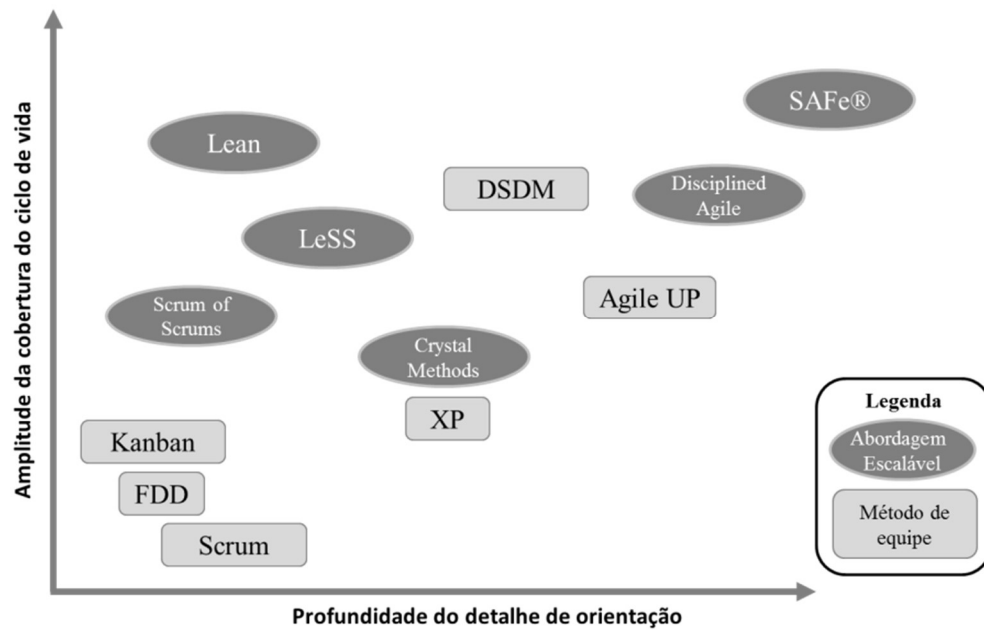 Amplitude da cobertura do ciclo de vida
SAFe®
Lean
DSDM
Disciplined
Agile
LeSS
Agile UP
Scrum of
Scrums
Crystal
Methods
XP
Kanban
FDD
Scrum
Legenda
Abordagem
Escalável
Método de
equipe
Profundidade do detalhe de orientação